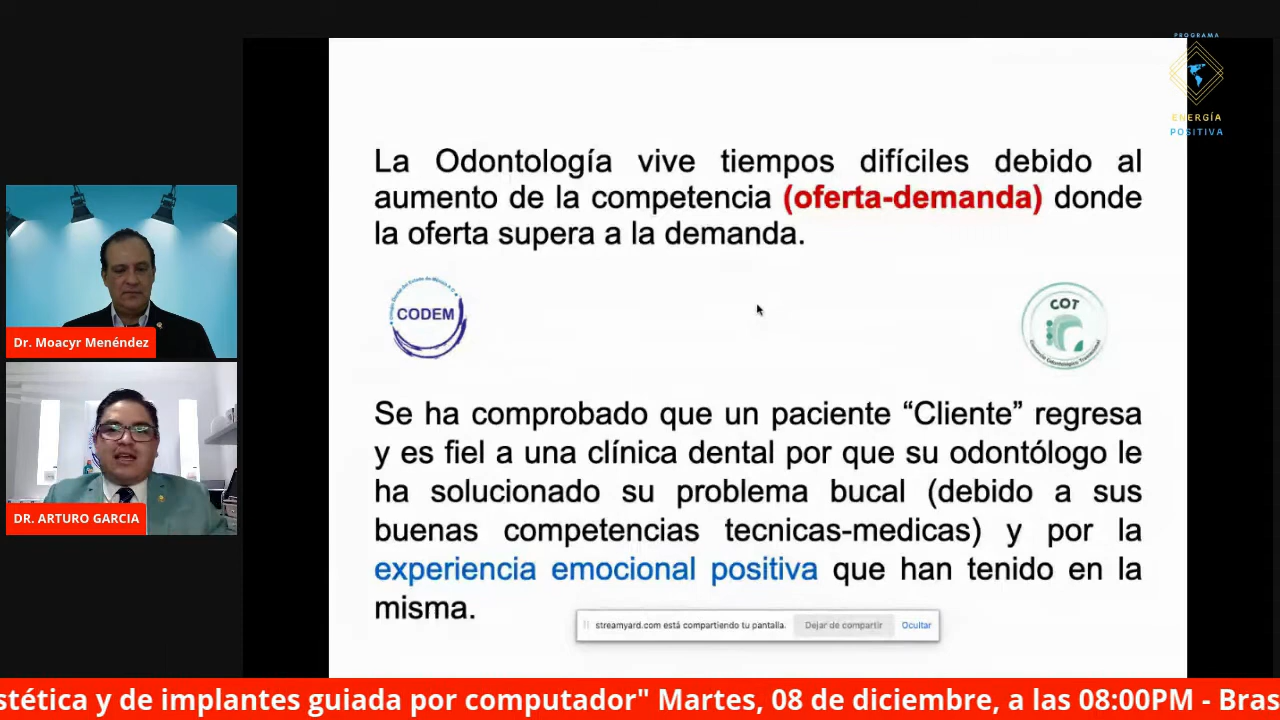 PROGRAMA
ENERGÍA
POSITIVA
La Odontología vive tiempos difíciles debido al
aumento de la competencia (oferta-demanda) donde
la oferta supera a la demanda.
CODEM
COT
Se ha comprobado que un paciente “Cliente” regresa
y es fiel a una clínica dental por que su odontólogo le
ha solucionado su problema bucal (debido a sus
buenas competencias tecnicas-medicas) y por la
experiencia emocional positiva que han tenido en la
misma.
streamyard.com está compartiendo tu pantalla. Dejar de compartir Ocultar
Dr. Moacyr Menéndez
DR. ARTURO GARCIA
stética y de implantes guiada por computador" Martes, 08 de diciembre, a las 08:00PM - Bras